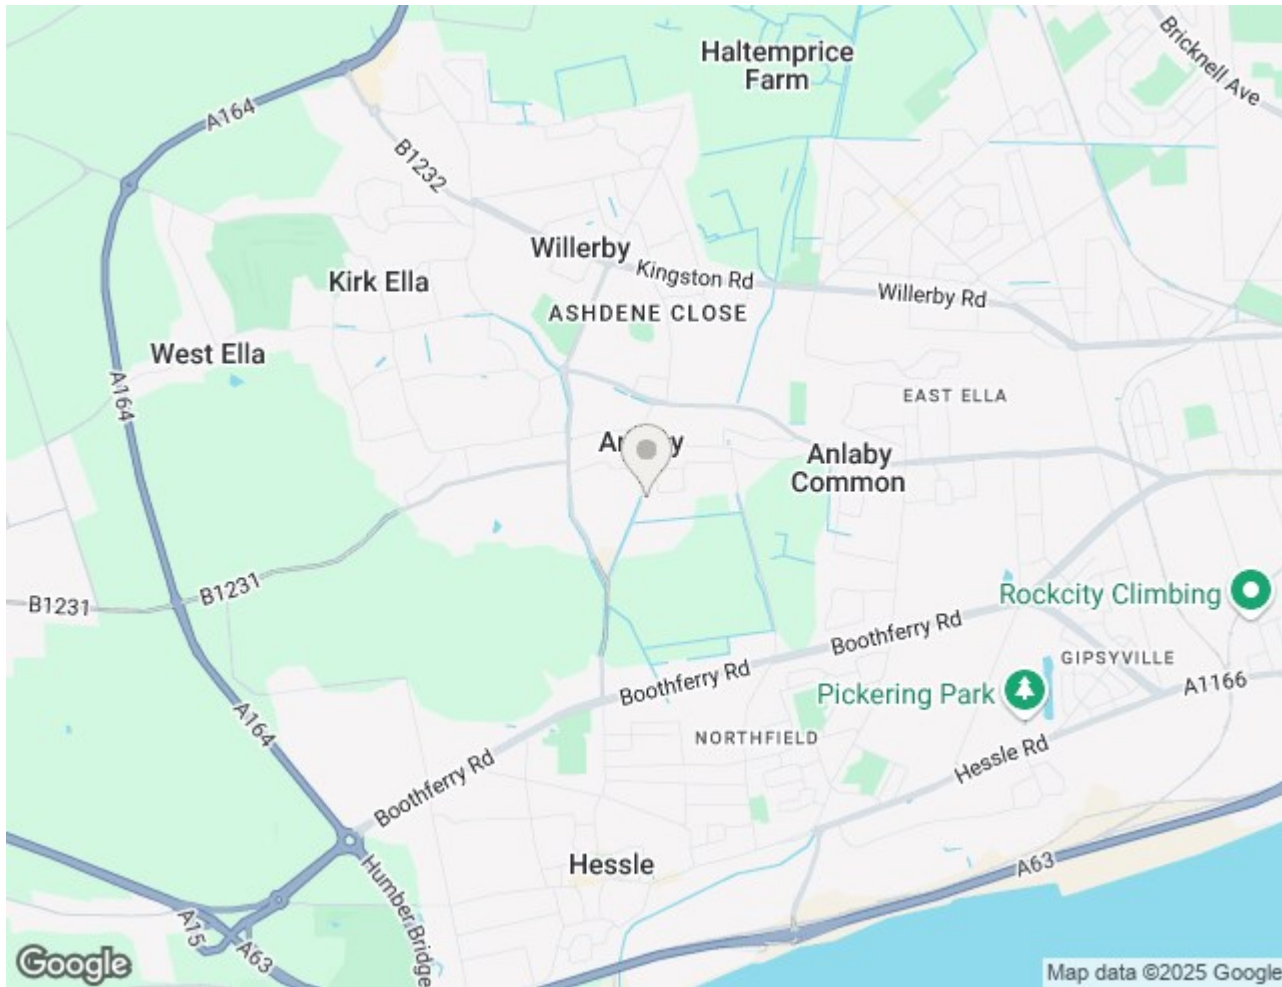 Haltemprice
Farm
Bricknell Ave
A164
B1232
Willerby
Kingston Rd
Kirk Ella
Willerby Rd
ASHDENE CLOSE
West Ella
A164
EAST ELLA
Anlaby
Common
B1231
B1231
Rockcity Climbing
Boothferry Rd
GIPSYVILLE
Boothferry Rd
A1166
Pickering Park
A164
NORTHFIELD
Hessle Rd
Boothferry Rd
Hessle
A63
Humber Bridge
A15
A63
Google
Map data ©2025 Google